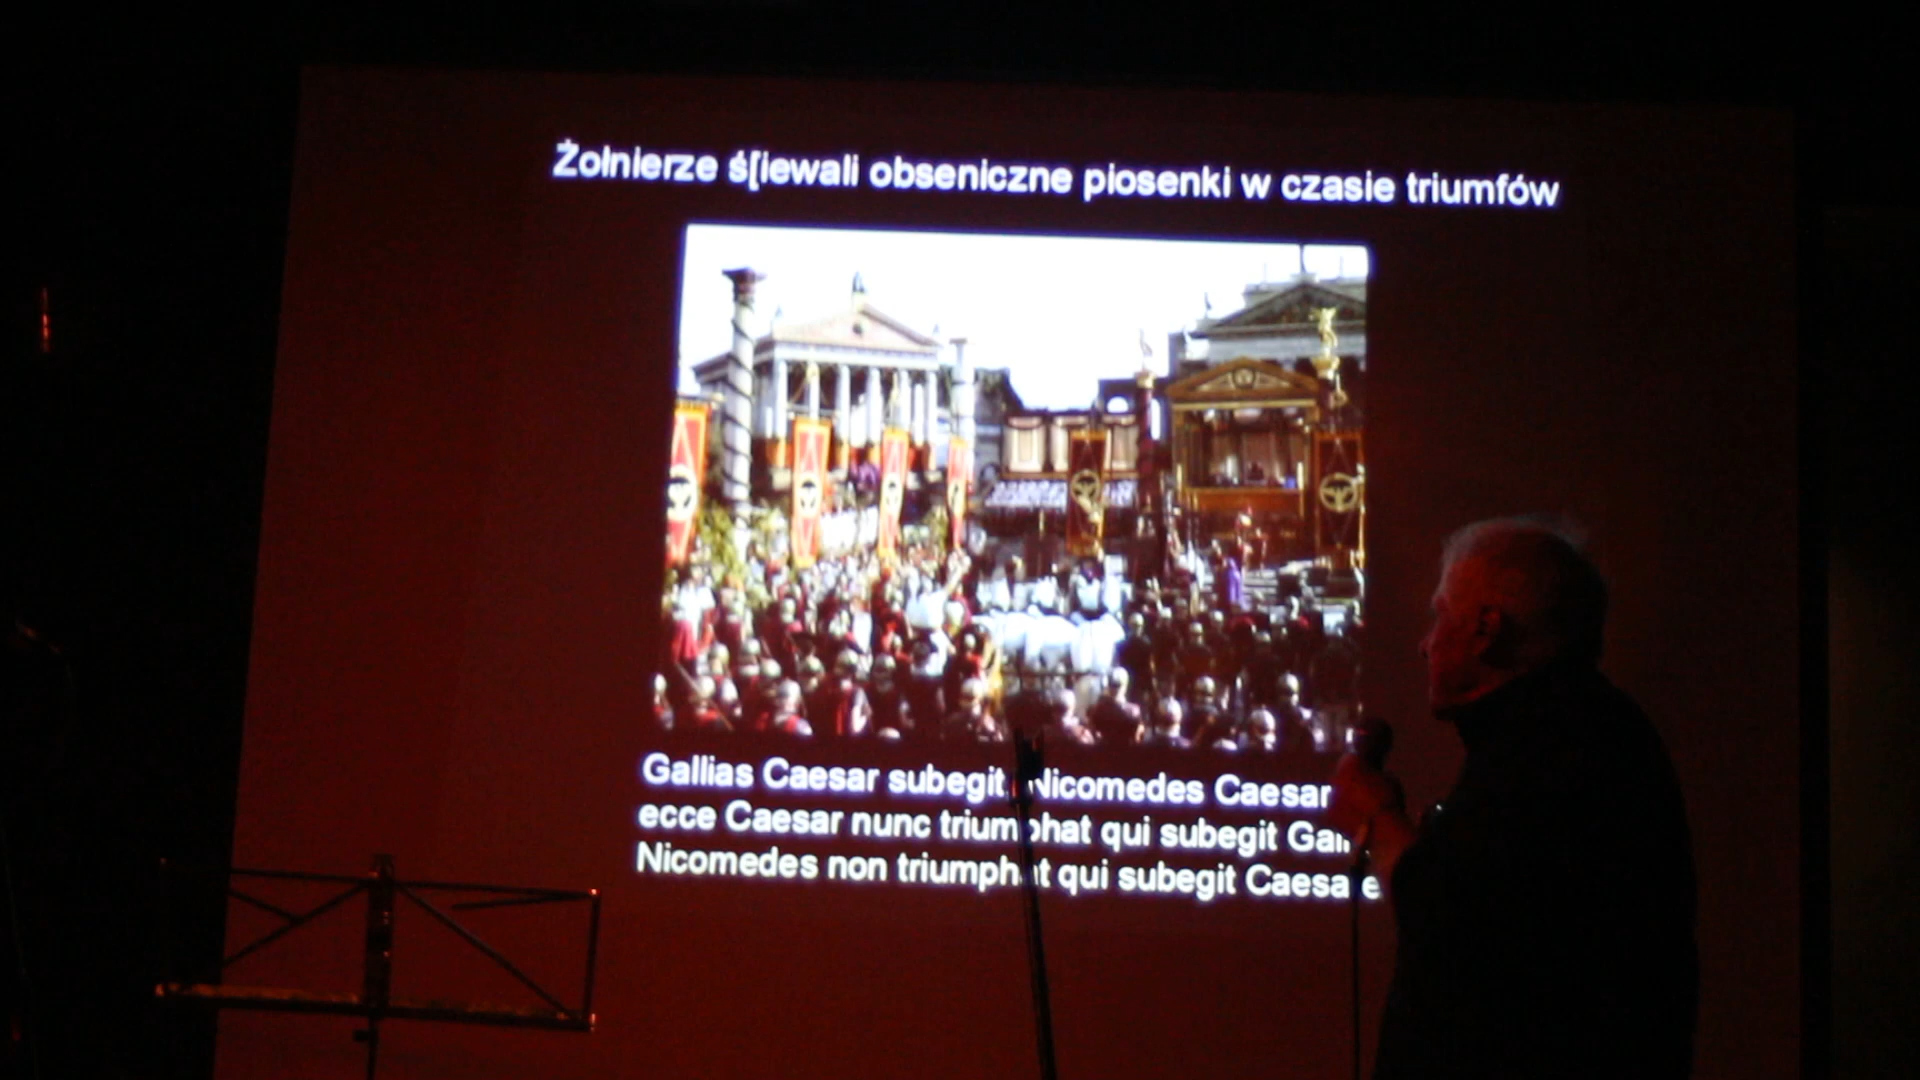 Żołnierze ś[iewali obseniczne piosenki w czasie triumfów
Gallias Caesar subegit, Nicomedes Caesar
ecce Caesar nunc triumphat qui subegit
Nicomedes non triumphat qui subegit